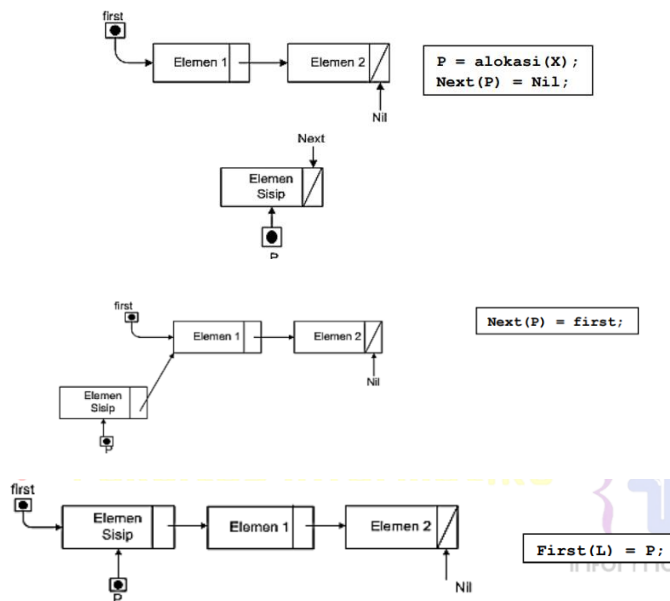 first
Elemen 1
Elemen 2
Nil
P = alokasi(X);
Next(P) = Nil;
Next
Elemen
Sisip
P
first
Elemen 1
Elemen 2
Nil
Next(P) = first;
Elemen
Sisip
P
first
Elemen
Sisip
Elemen 1
Elemen 2
Nil
P
First(L) = P;